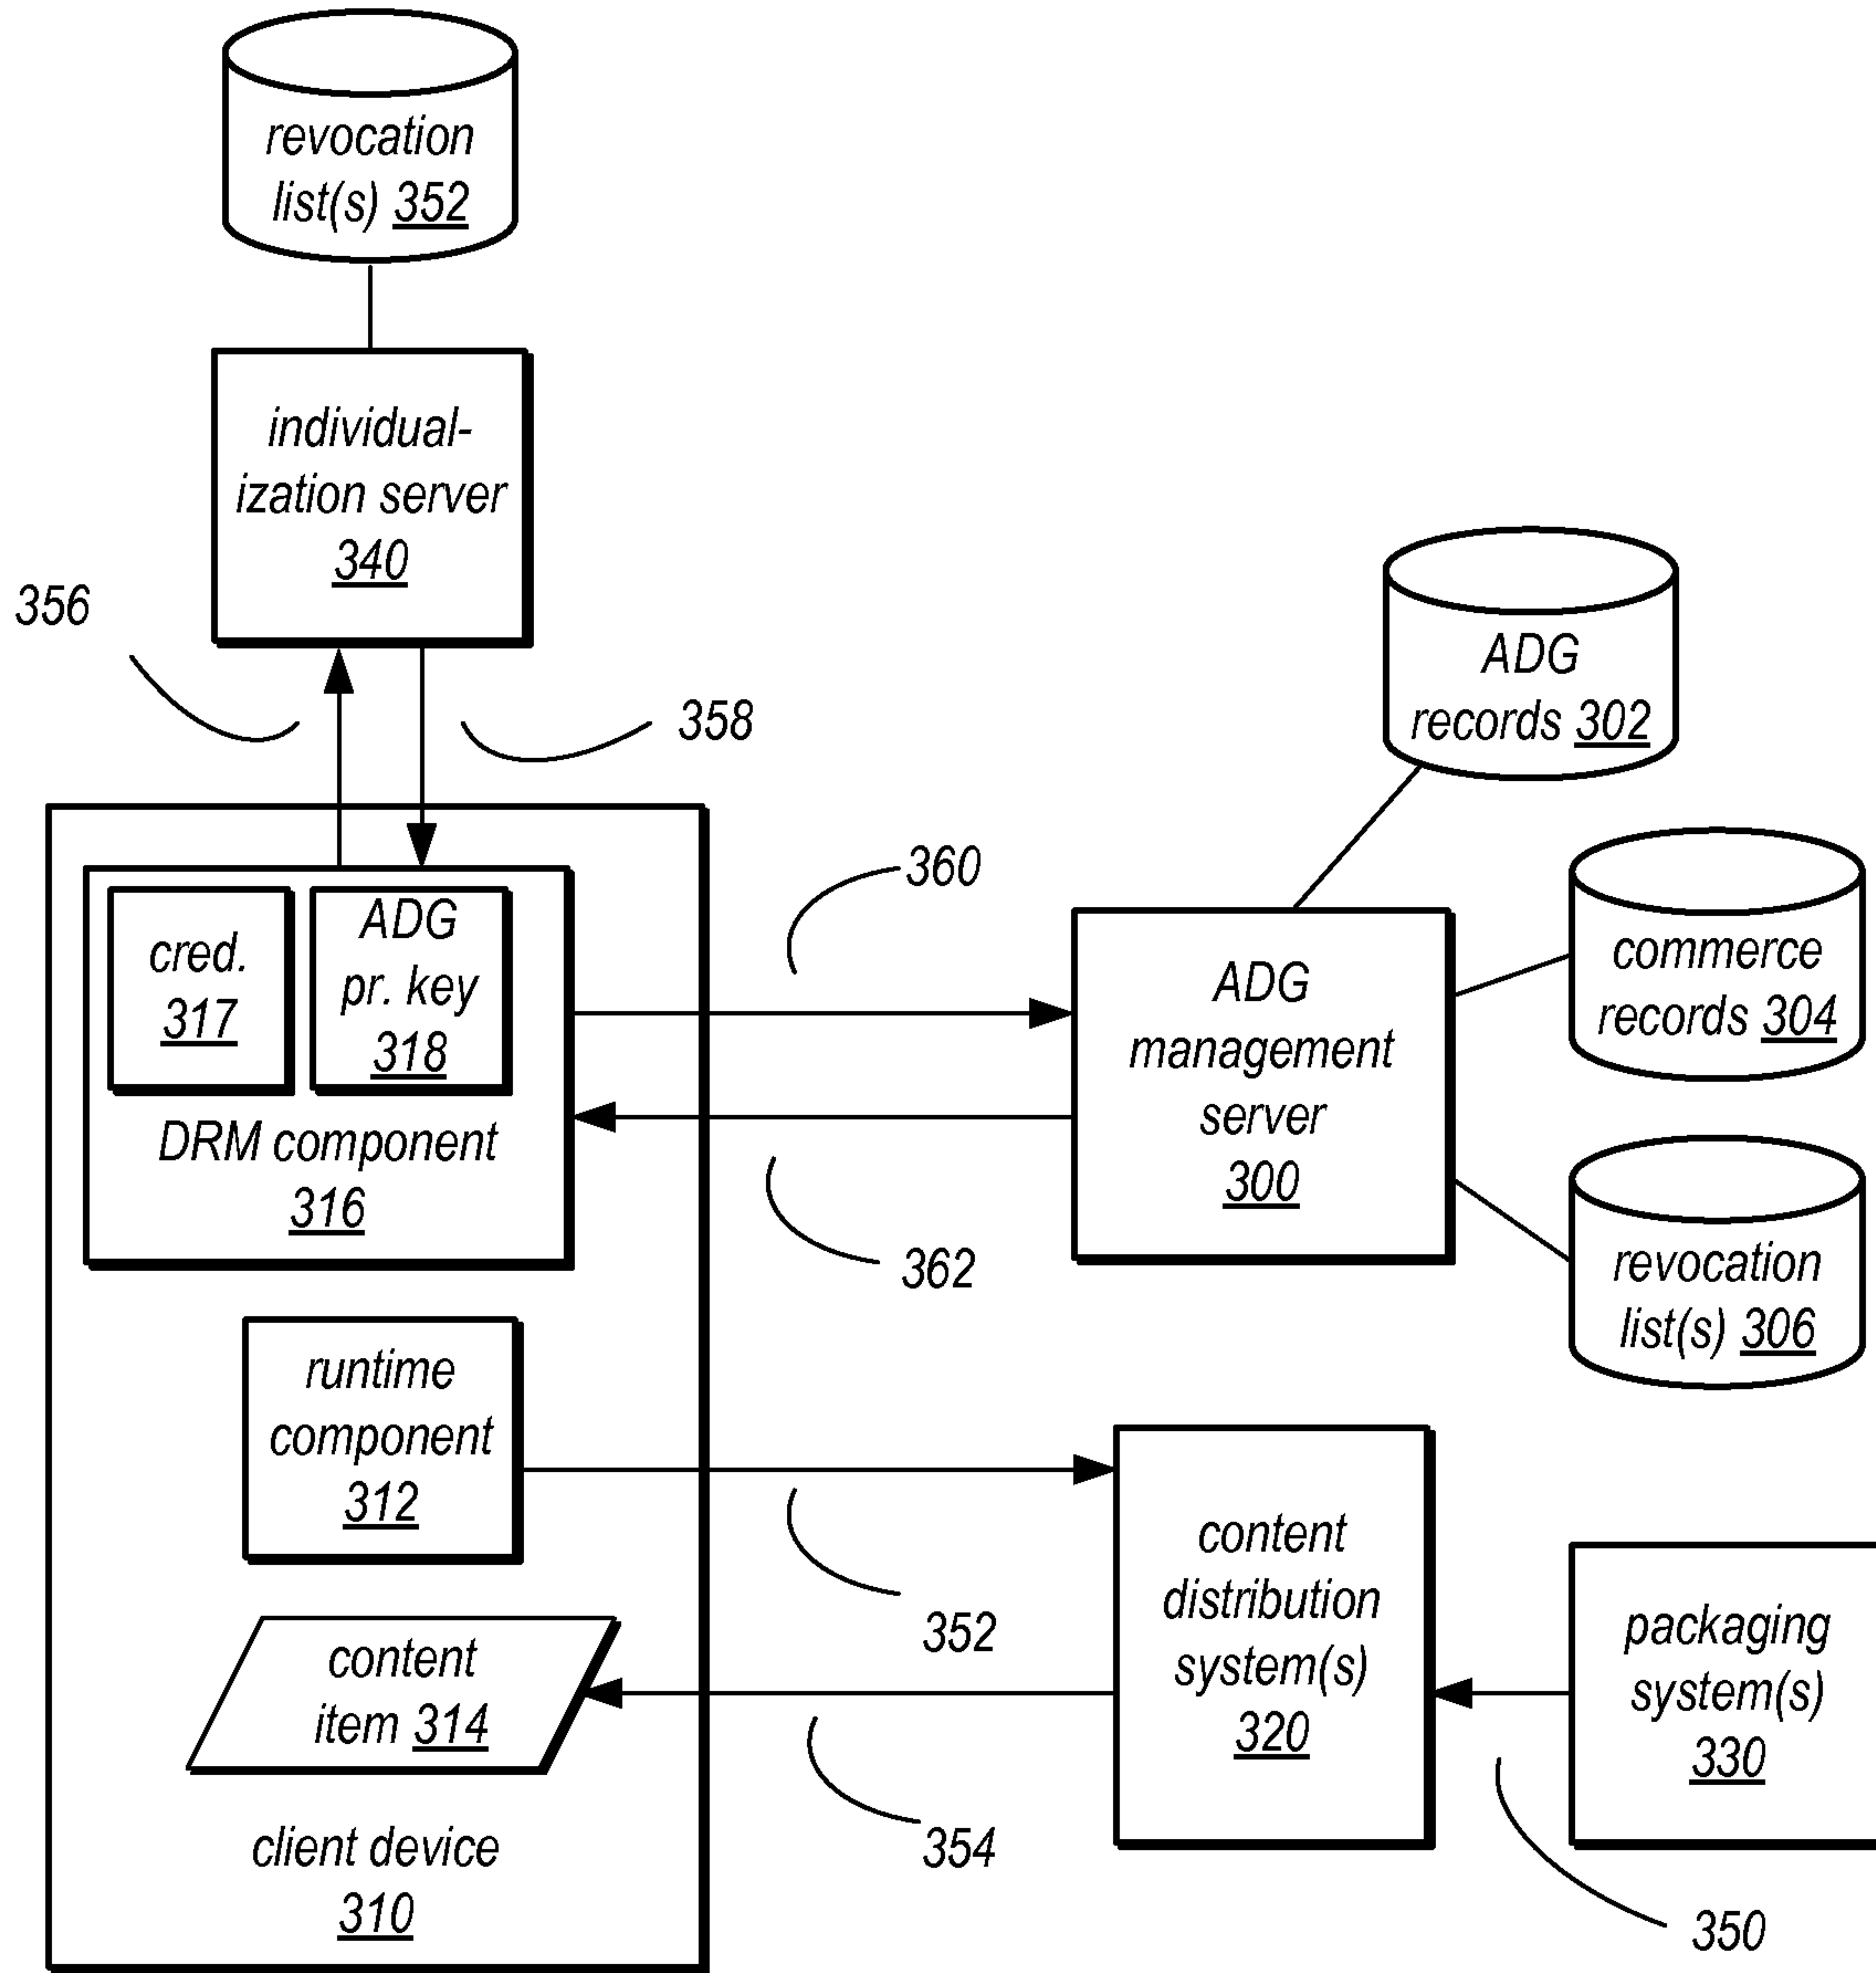 revocation
list(s) 352
individual-
ization server
340
356
358
ADG
records 302
cred.
317
ADG
pr. key
318
DRM component
316
360
362
ADG
management
server
300
commerce
records 304
revocation
list(s) 306
runtime
component
312
352
content
item 314
354
client device
310
content
distribution
system(s)
320
packaging
system(s)
330
350